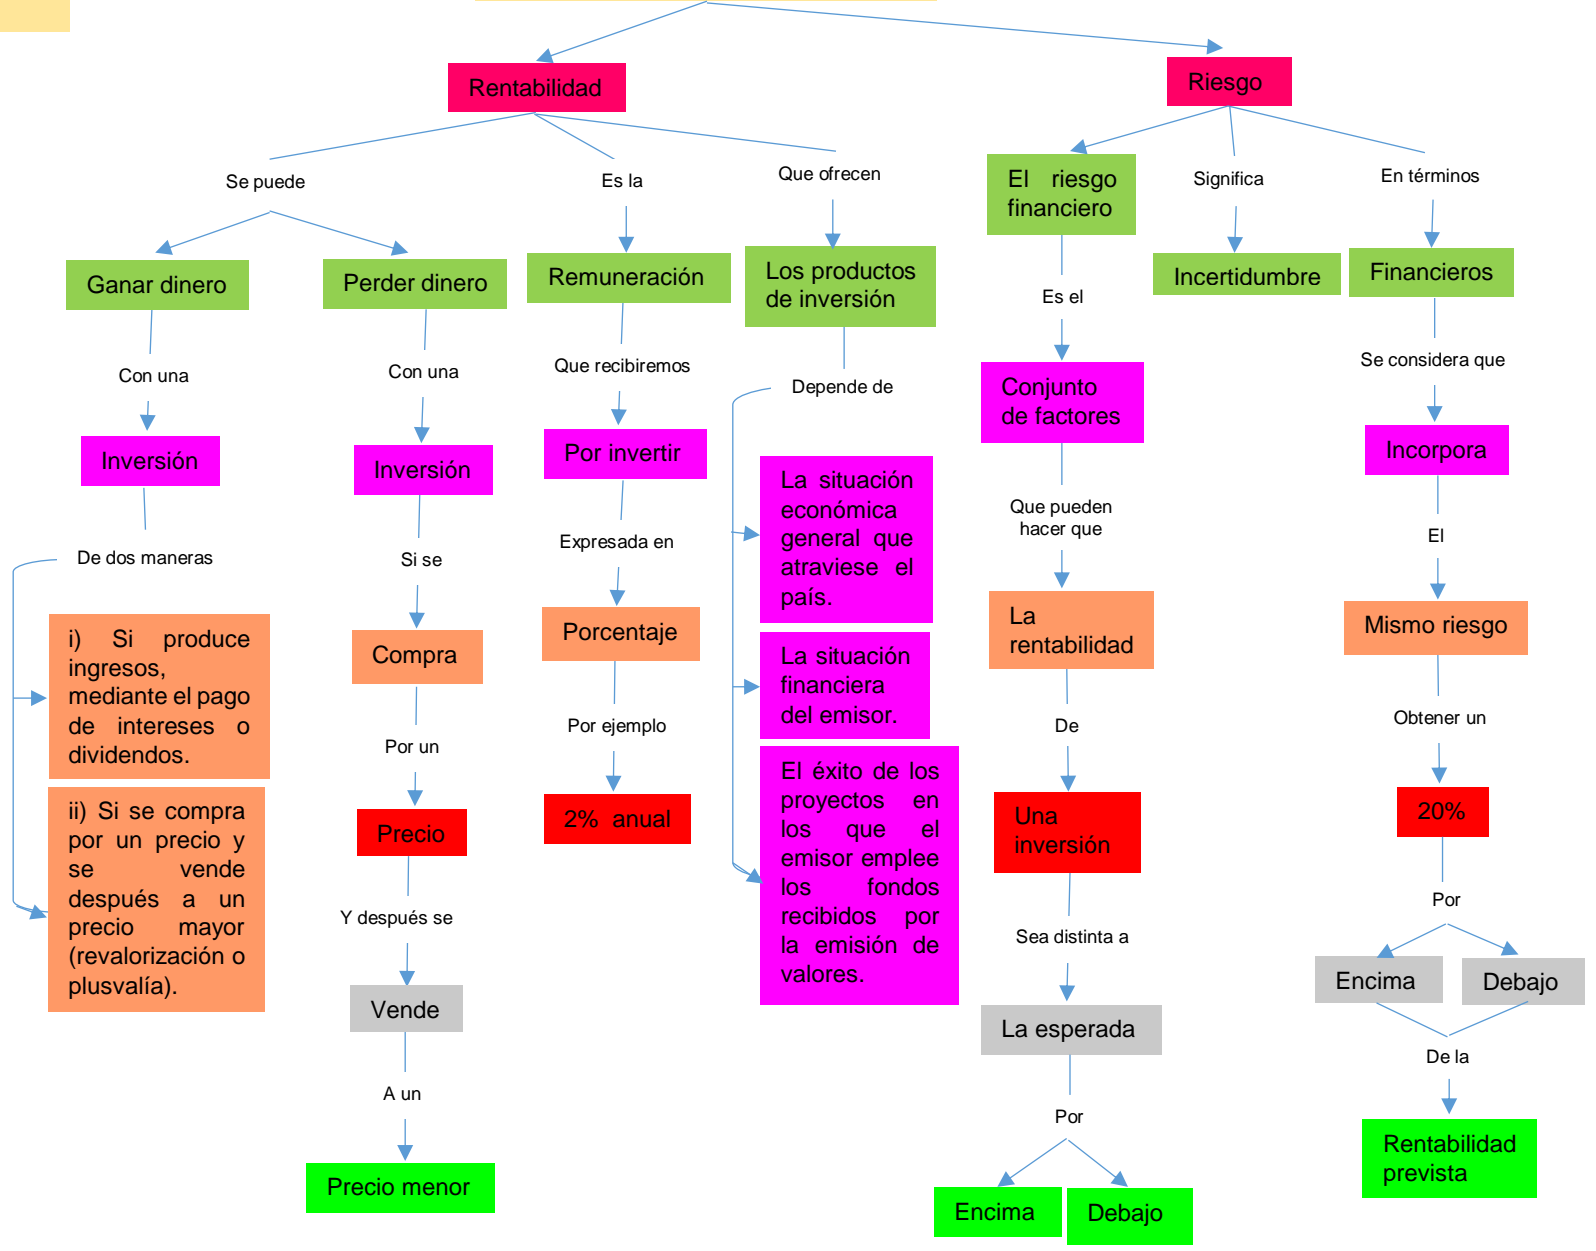 Rentabilidad
Riesgo
Se puede
Es la
Que ofrecen
El riesgo
financiero
Significa
En términos
Ganar dinero
Perder dinero
Remuneración
Los productos
de inversión
Incertidumbre
Financieros
Con una
Con una
Que recibiremos
Depende de
Es el
Se considera que
Inversión
Inversión
Por invertir
Conjunto
de factores
Incorpora
De dos maneras
Si se
Expresada en
La situación
económica
general que
atraviese el
país.
Que pueden
hacer que
El
i) Si produce
ingresos,
mediante el pago
de intereses o
dividendos.
Compra
Porcentaje
La situación
financiera
del emisor.
La
rentabilidad
Mismo riesgo
Por un
Por ejemplo
De
Obtener un
ii) Si se compra
por un precio y
se vende
después a un
precio mayor
(revalorización o
plusvalía).
Precio
2% anual
El éxito de los
proyectos en
los que el
emisor emplee
los fondos
recibidos por
la emisión de
valores.
Una
inversión
20%
Y después se
Sea distinta a
Por
Vende
La esperada
Encima
Debajo
A un
Por
De la
Precio menor
Encima
Debajo
Rentabilidad
prevista